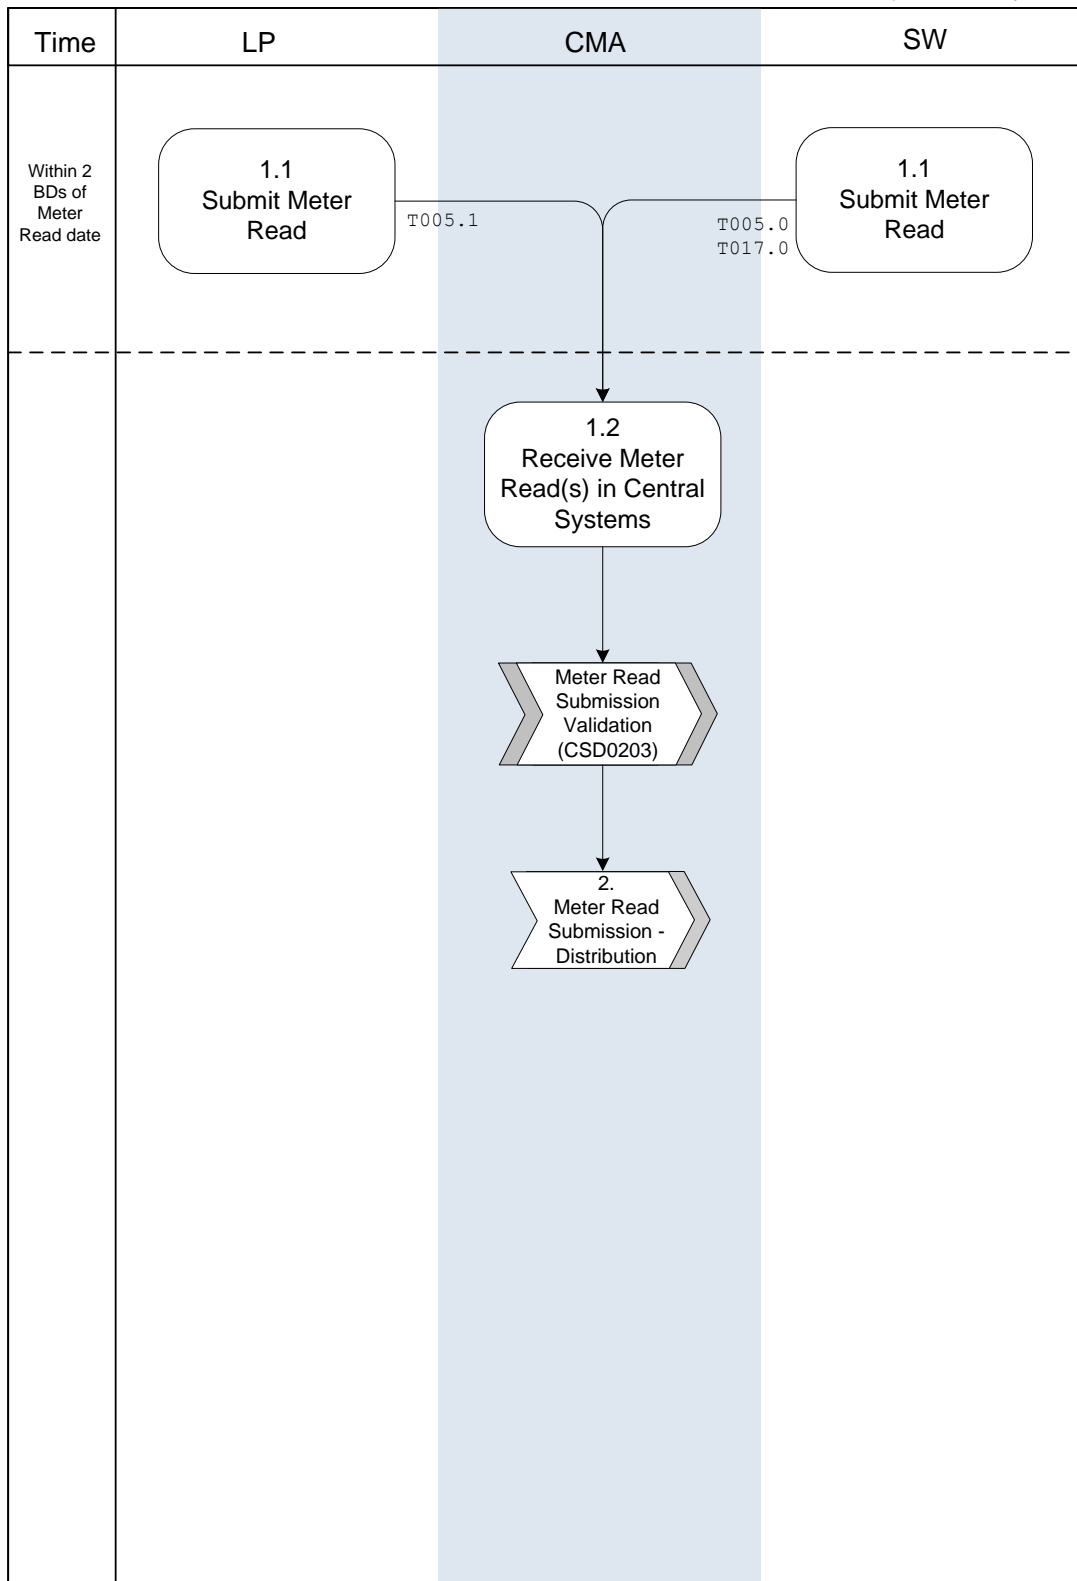 Time
LP
CMA
SW
Within 2
BDs of
Meter
Read date
1.1
Submit Meter
Read
T005.1
T005.0
T017.0
1.1
Submit Meter
Read
1.2
Receive Meter
Read(s) in Central
Systems
Meter Read
Submission
Validation
(CSD0203)
2.
Meter Read
Submission -
Distribution